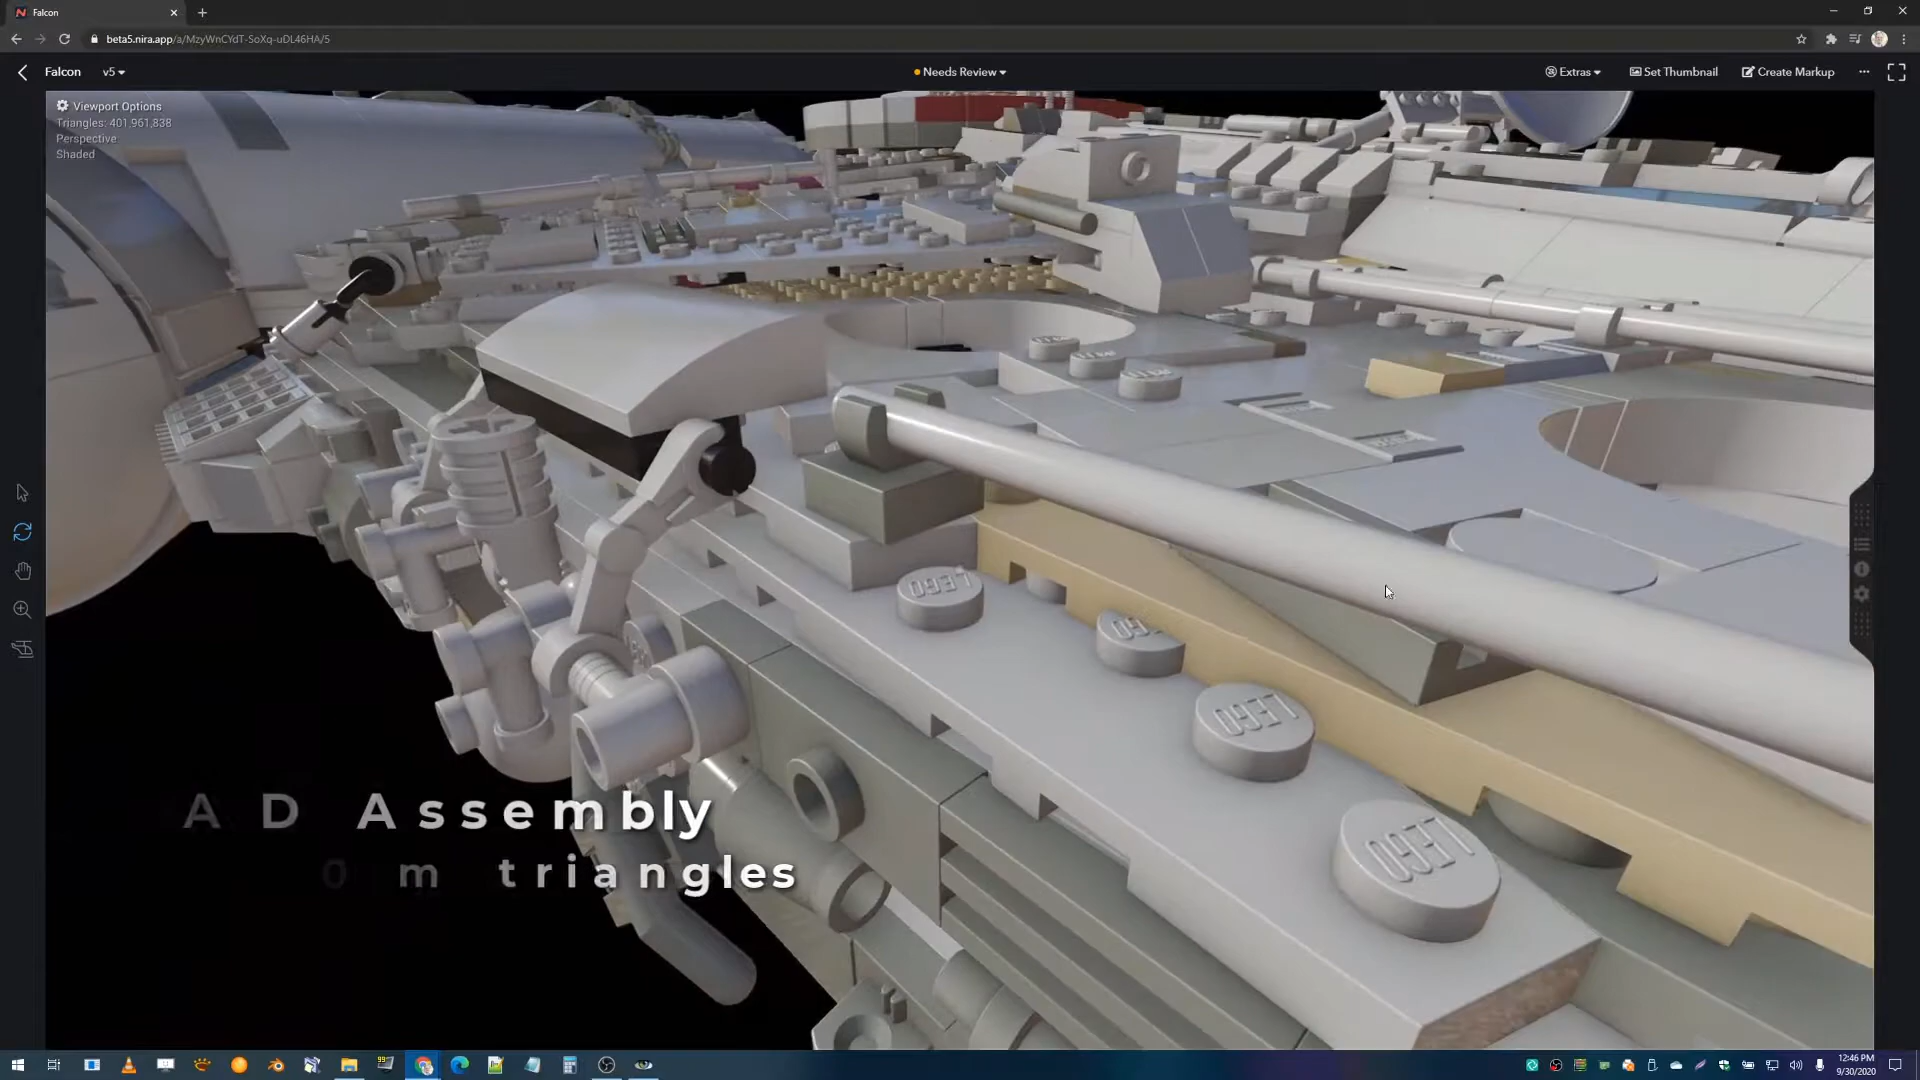 Falcon
beta5.nira.app/a/MzyWnCYdT-SoXq-uDL46HA/5
Falcon v5 Needs Review Extras Set Thumbnail Create Markup
Viewport Options
Triangles: 401,961,838
Perspective
Shaded
LEGO
LEGO
LEGO
A D Assembly
0 m triangles
12:46 PM
9/30/2020